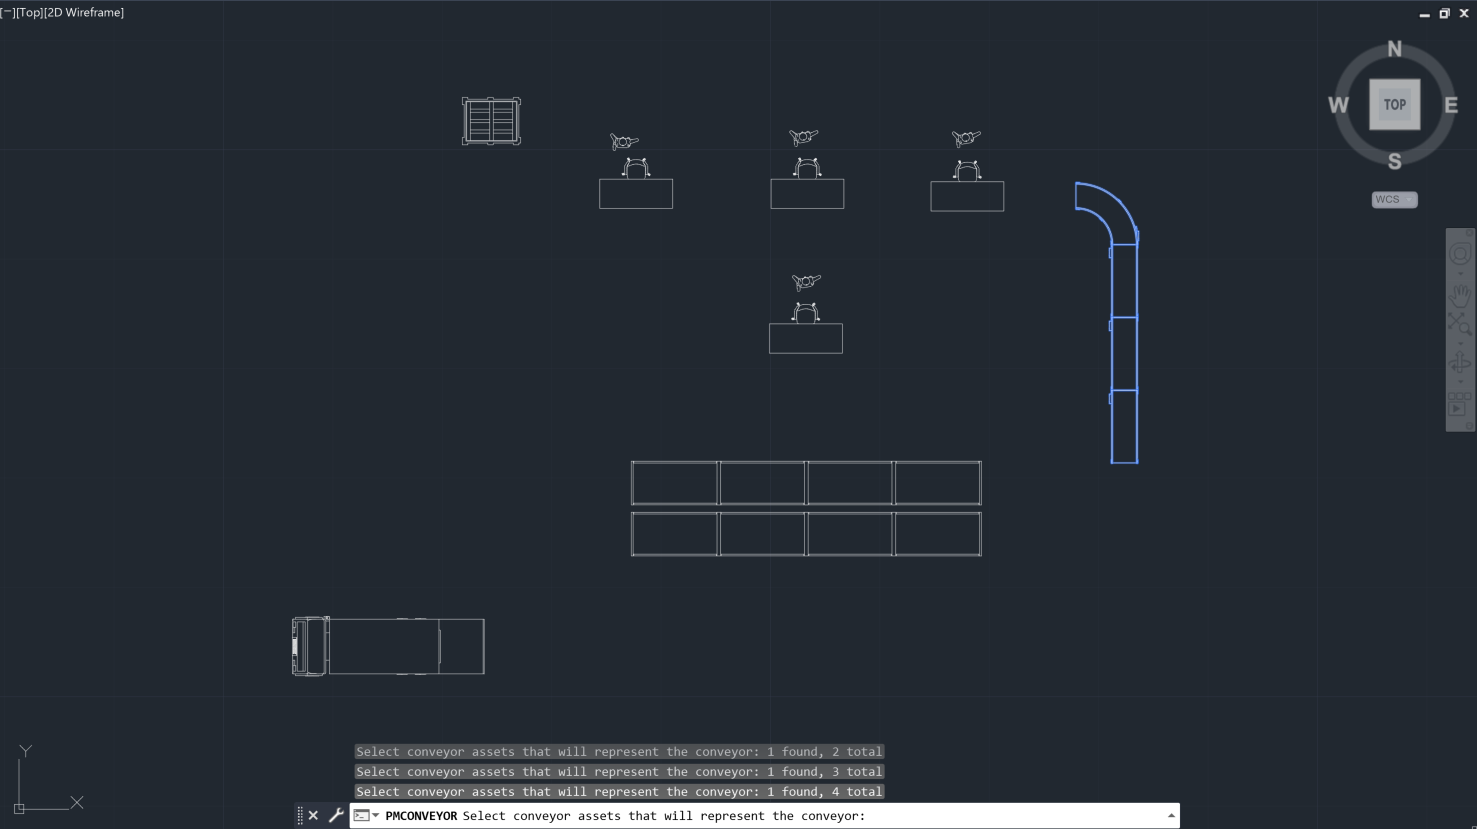 [−][Top][2D Wireframe]
N
W
TOP
E
S
WCS
Y
X
Select conveyor assets that will represent the conveyor: 1 found, 2 total
Select conveyor assets that will represent the conveyor: 1 found, 3 total
Select conveyor assets that will represent the conveyor: 1 found, 4 total
PMCONVEYOR Select conveyor assets that will represent the conveyor: